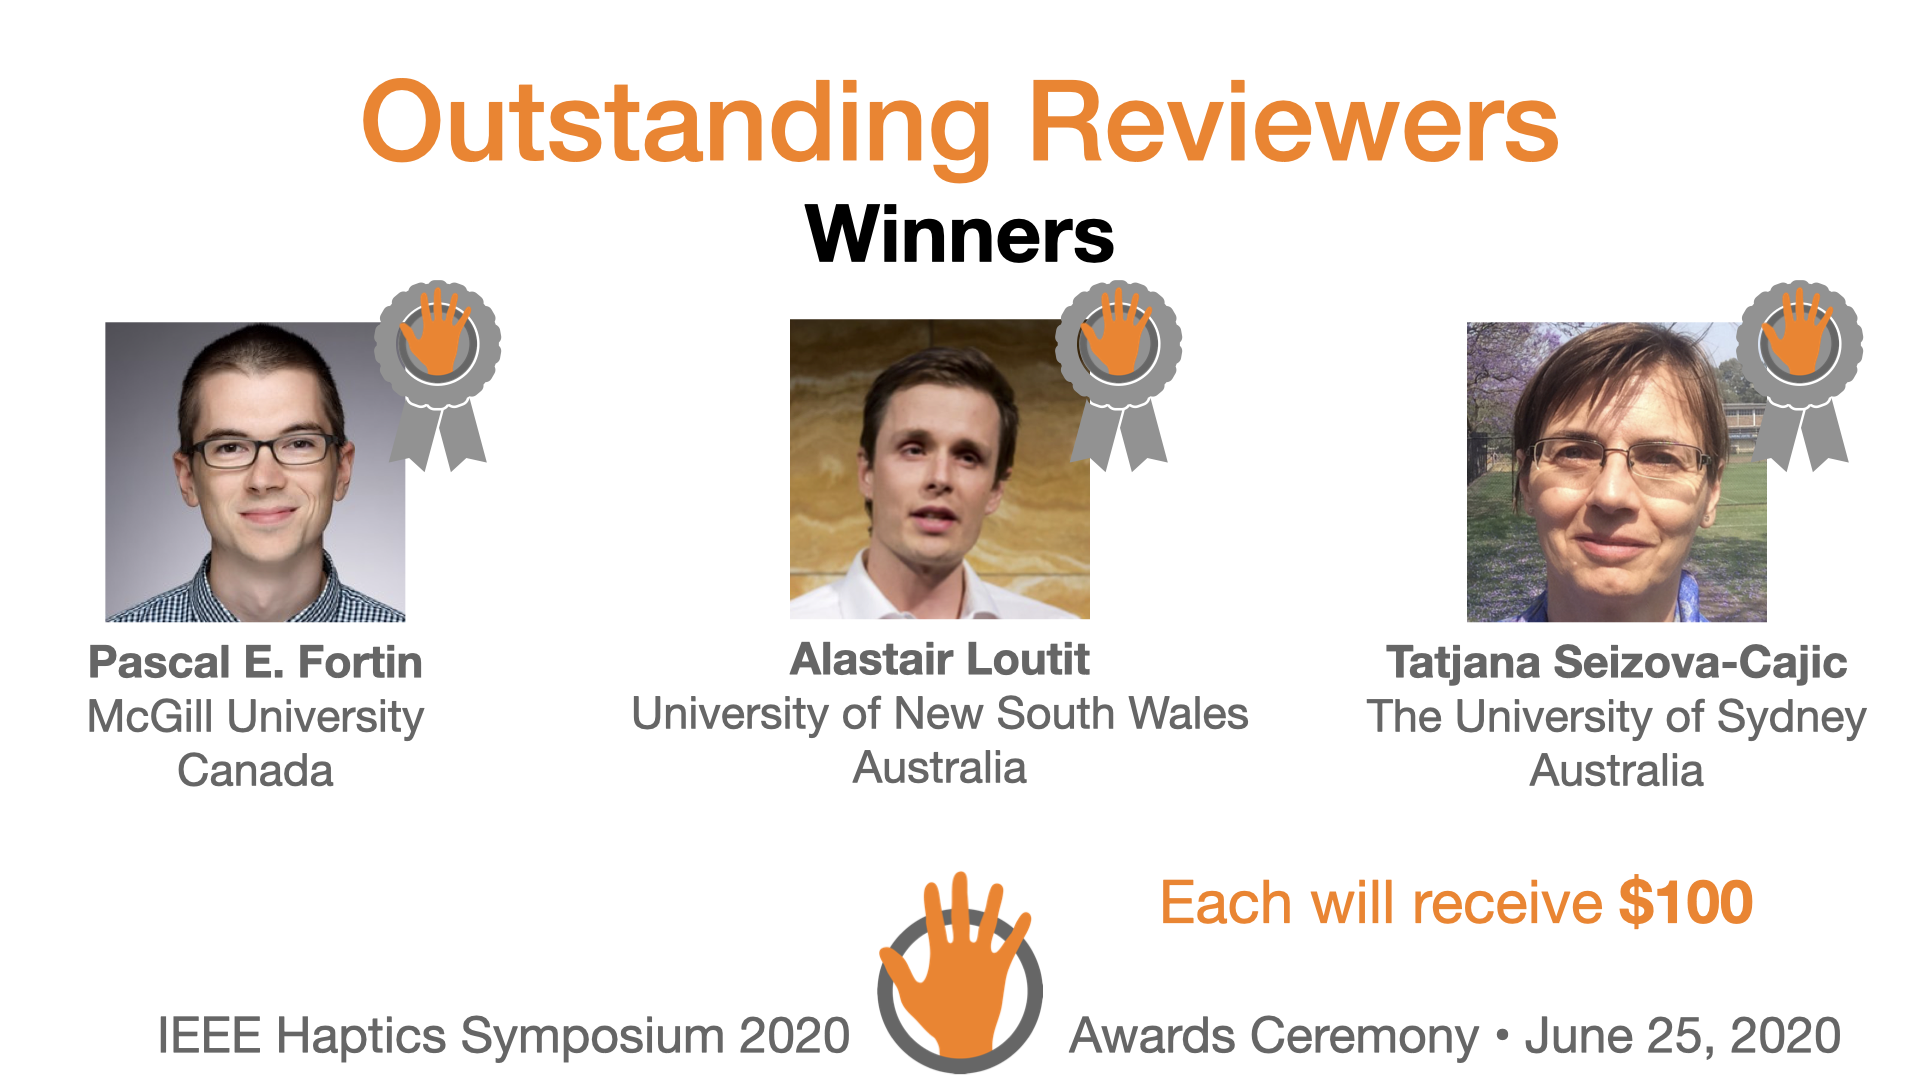 Outstanding Reviewers
Winners
Pascal E. Fortin
McGill University
Canada
Alastair Loutit
University of New South Wales
Australia
Tatjana Seizova-Cajic
The University of Sydney
Australia
Each will receive $100
IEEE Haptics Symposium 2020
Awards Ceremony • June 25, 2020